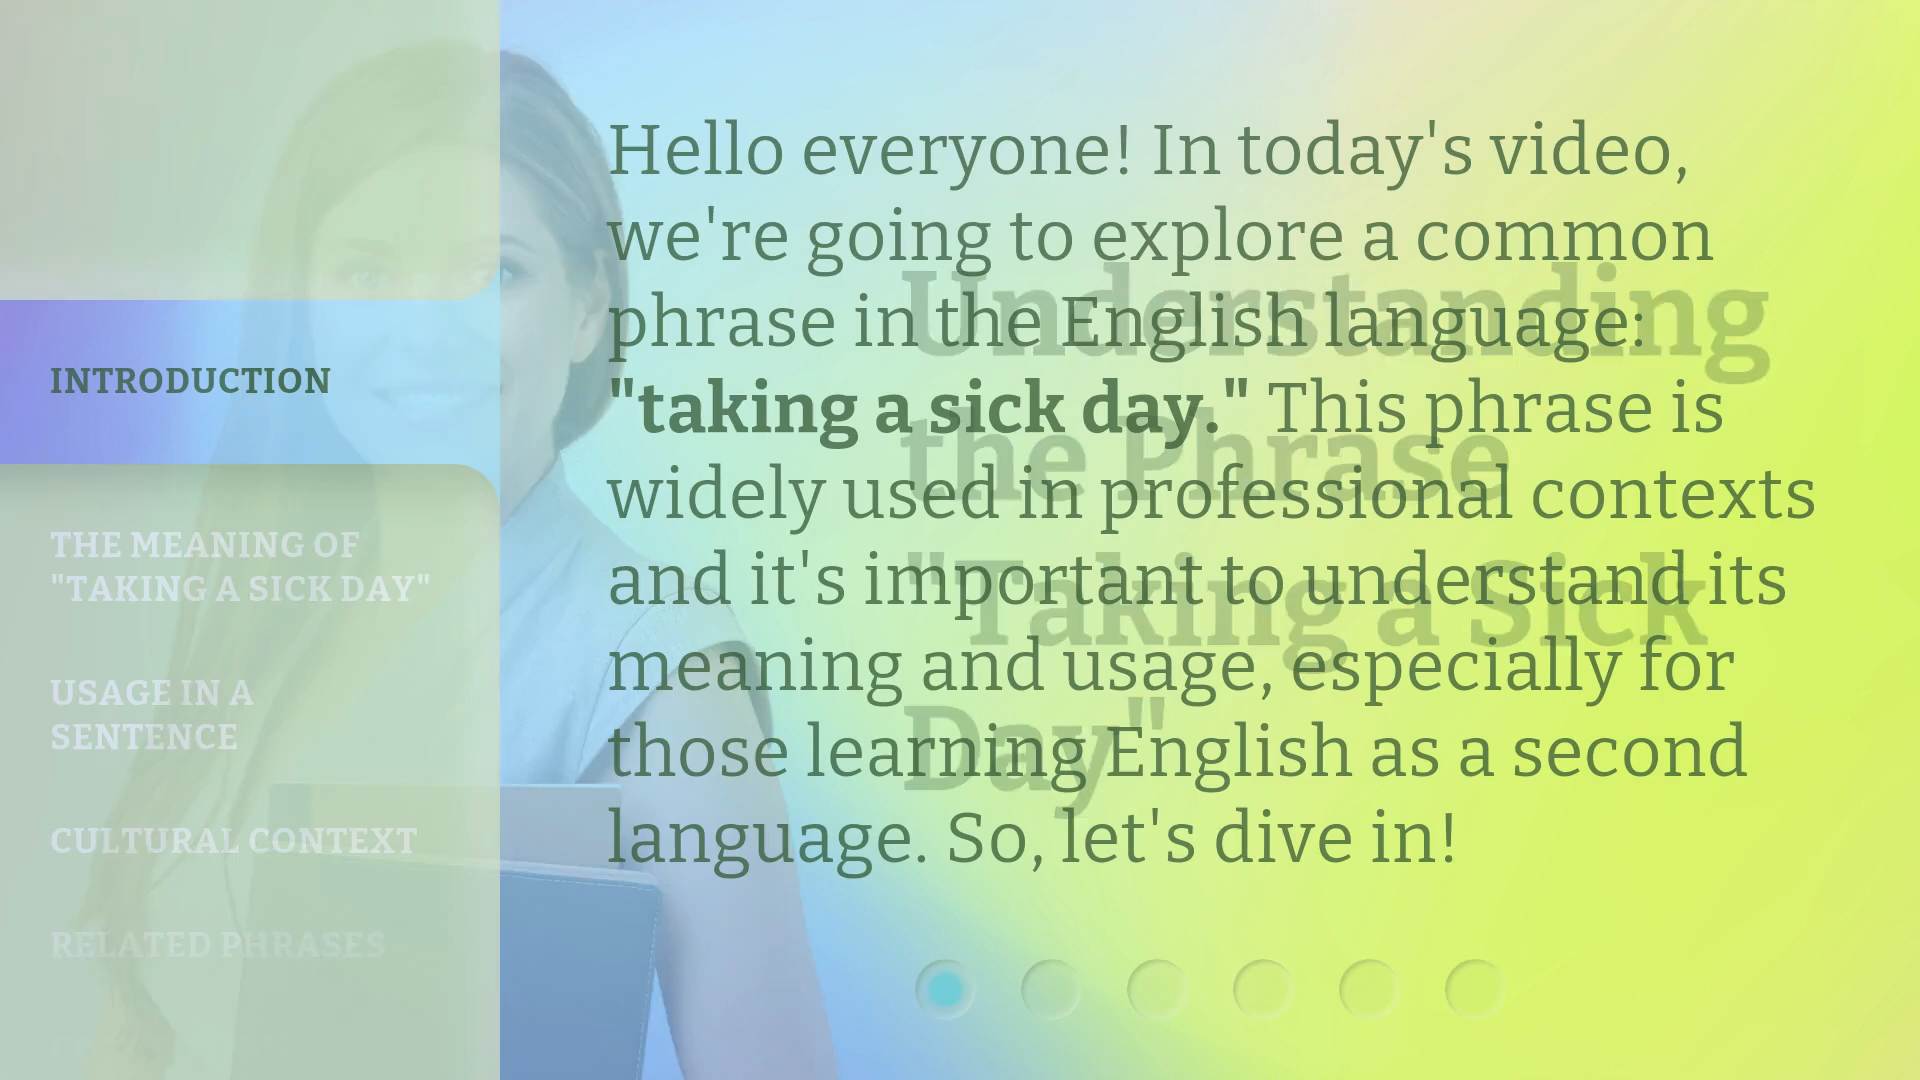 INTRODUCTION
THE MEANING OF
"TAKING A SICK DAY"
USAGE IN A
SENTENCE
CULTURAL CONTEXT
RELATED PHRASES
Hello everyone! In today's video,
we're going to explore a common
phrase in the English language:
"taking a sick day." This phrase is
widely used in professional contexts
and it's important to understand its
meaning and usage, especially for
those learning English as a second
language. So, let's dive in!
Understanding
the Phrase
"Taking a Sick
Day"